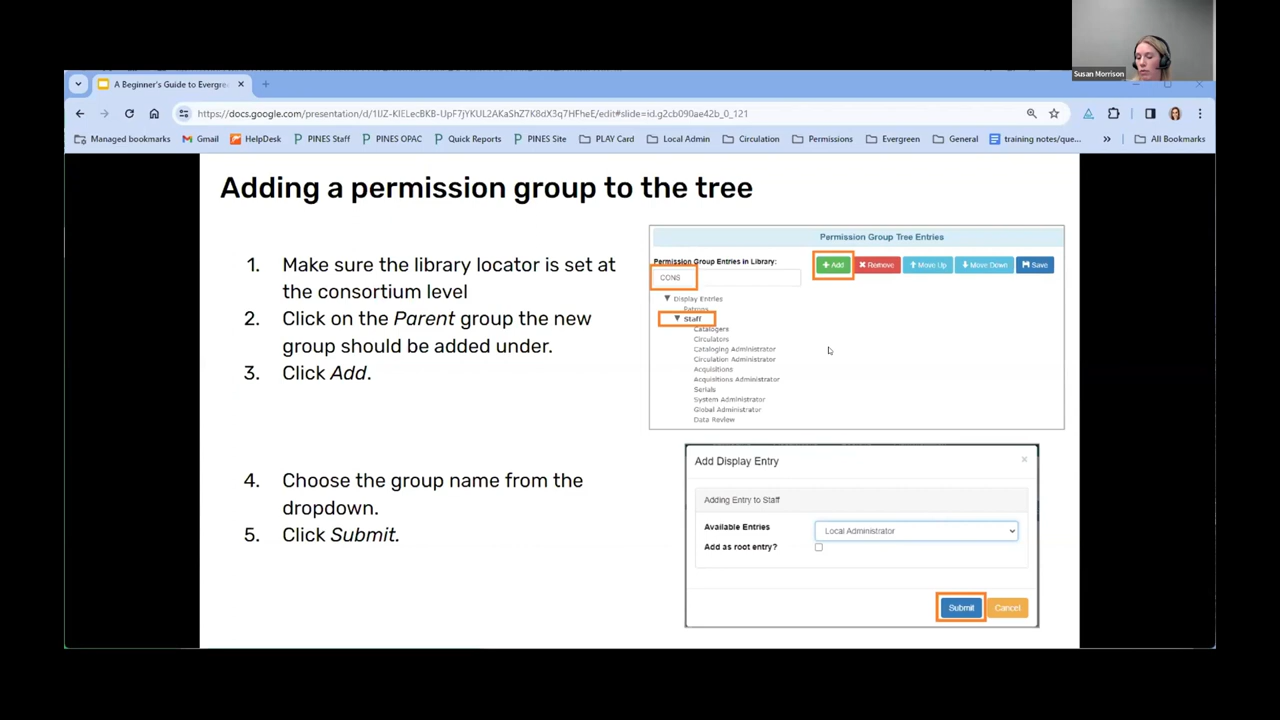 Susan Morrison
A Beginner's Guide to Evergre
https://docs.google.com/presentation/d/1UZ-KIELecBKB-UpF7jYKUL2AKaShZ7K8dX3q7HFheE/edit#slide=id.g2cb090ae42b_0_121
Managed bookmarks Gmail HelpDesk PINES Staff PINES OPAC Quick Reports PINES Site PLAY Card Local Admin Circulation Permissions Evergreen General training notes/que... » All Bookmarks
Adding a permission group to the tree
1. Make sure the library locator is set at
the consortium level
2. Click on the Parent group the new
group should be added under.
3. Click Add.
4. Choose the group name from the
dropdown.
5. Click Submit.
Permission Group Tree Entries
Permission Group Entries in Library:
CONS
+ Add Remove Move Up Move Down Save
Display Entries
Patrons
Staff
Catalogers
Circulators
Cataloging Administrator
Circulation Administrator
Acquisitions
Acquisitions Administrator
Serials
System Administrator
Global Administrator
Data Review
Add Display Entry
Adding Entry to Staff
Available Entries Local Administrator
Add as root entry?
Submit Cancel